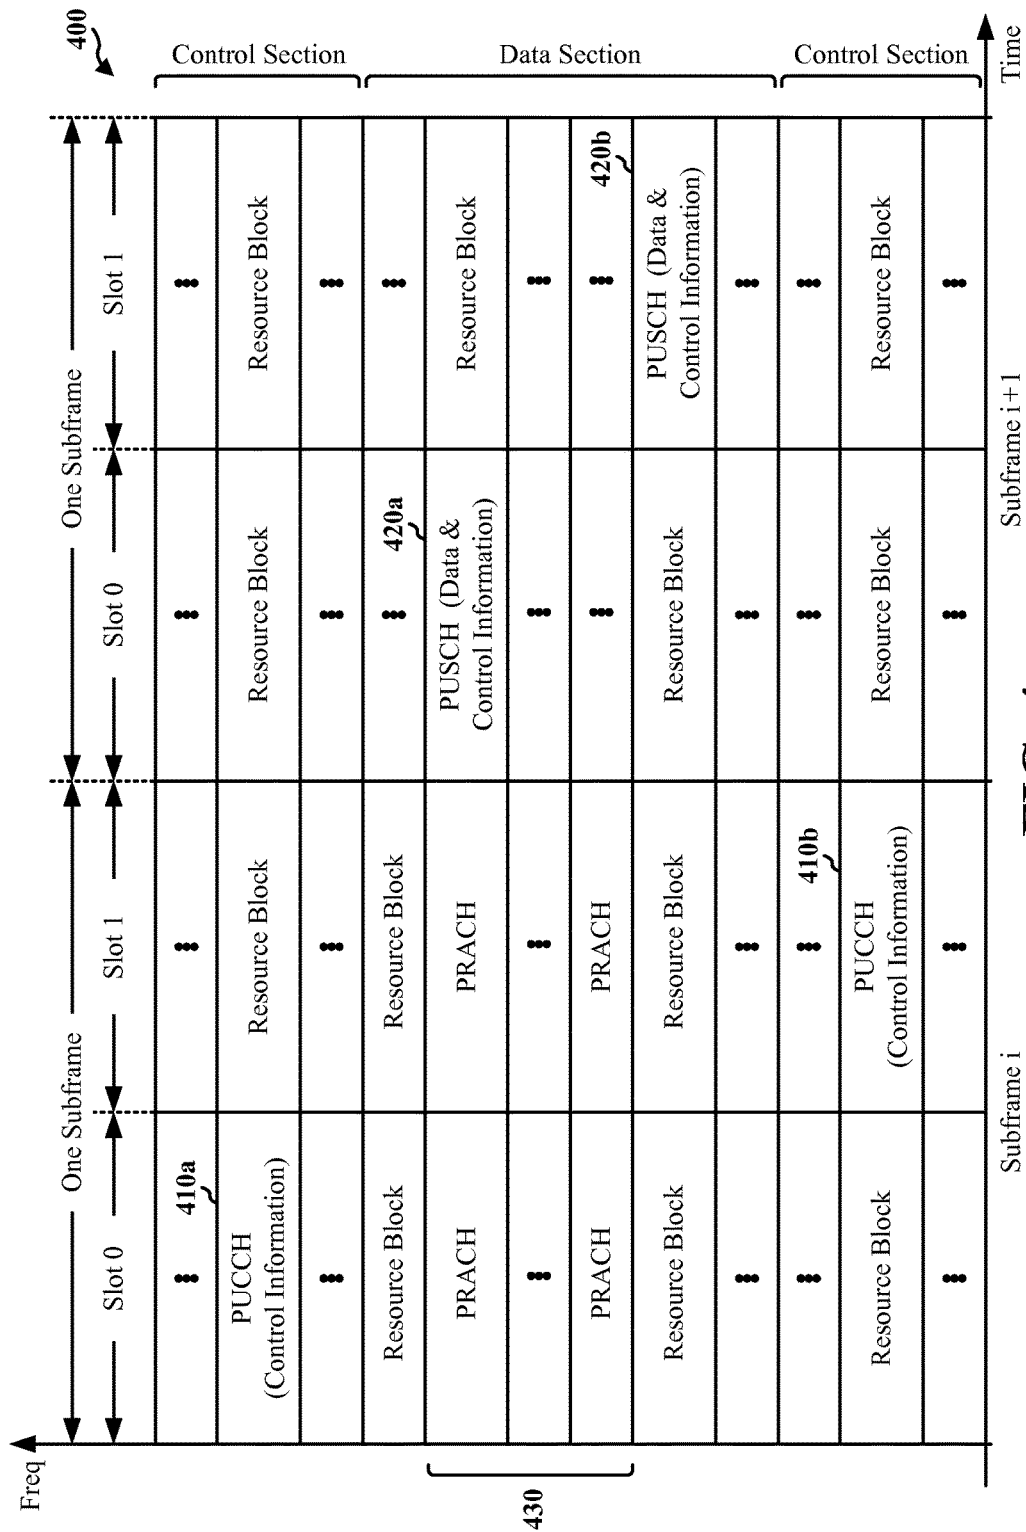 400
Freq
One Subframe
One Subframe
Slot 0
Slot 1
Slot 0
Slot 1
410a
PUCCH
(Control Information)
Resource Block
Resource Block
Resource Block
Control Section
Resource Block
Resource Block
420a
PRACH
PRACH
PUSCH (Data &
Control Information)
Resource Block
430
Data Section
PRACH
PRACH
420b
Resource Block
Resource Block
Resource Block
PUSCH (Data &
Control Information)
410b
Resource Block
PUCCH
(Control Information)
Resource Block
Resource Block
Control Section
Subframe i
Subframe i + 1
Time